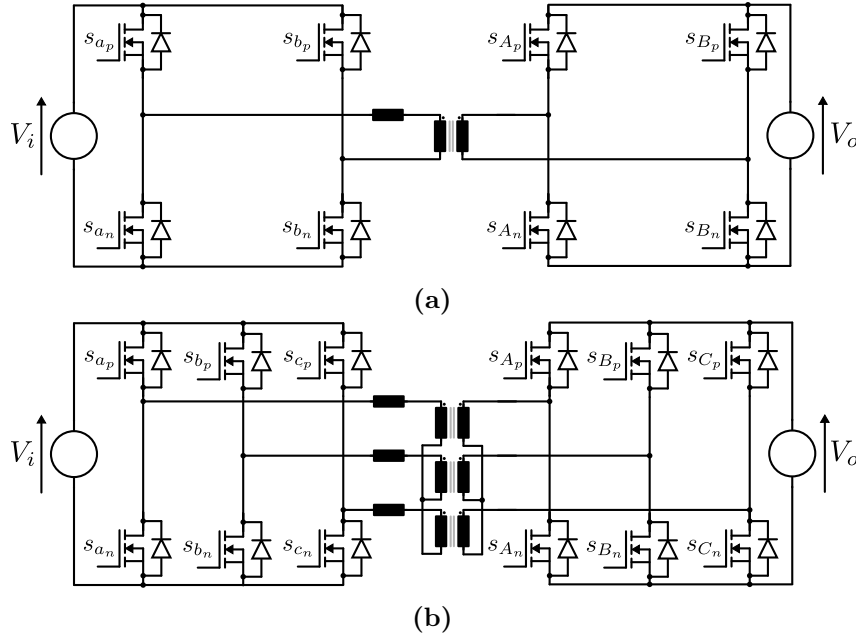 s_{a_p} s_{b_p} s_{A_p} s_{B_p}
V_i V_o
s_{a_n} s_{b_n} s_{A_n} s_{B_n}
(a)
s_{a_p} s_{b_p} s_{c_p} s_{A_p} s_{B_p} s_{C_p}
V_i V_o
s_{a_n} s_{b_n} s_{c_n} s_{A_n} s_{B_n} s_{C_n}
(b)